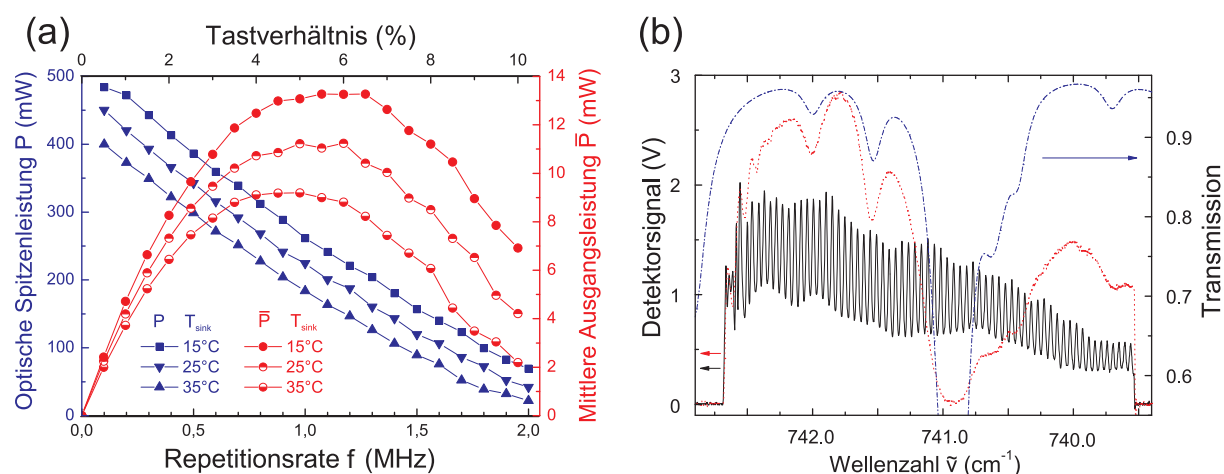 (a)
Tastverhältnis (%)
0 2 4 6 8 10
Optische Spitzenleistung P (mW)
500
400
300
200
100
0
P T_sink
15°C
25°C
35°C
P̅ T_sink
15°C
25°C
35°C
14
12
10
8
6
4
2
0
Mittlere Ausgangsleistung P̅ (mW)
0,0 0,5 1,0 1,5 2,0
Repetitionsrate f (MHz)
(b)
Detektorsignal (V)
3
2
1
0
0.9
0.8
0.7
0.6
Transmission
742.0 741.0 740.0
Wellenzahl ṽ (cm⁻¹)